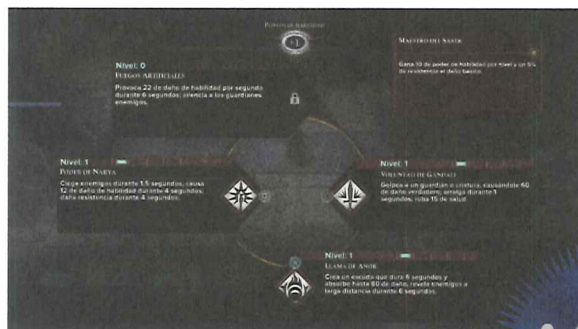 PUNTOS DE HABILIDAD
+1
MAESTRO DEL SABER
Gana 10 de poder de habilidad por nivel y un 5%
de resistencia al daño básico.
Nivel: 0
FUEGOS ARTIFICIALES
Provoca 22 de daño de habilidad por segundo
durante 6 segundos; silencia a los guardianes
enemigos.
Nivel: 1
PODER DE NARYA
Ciega enemigos durante 1.5 segundos, causa
12 de daño de habilidad durante 4 segundos;
daña resistencia durante 4 segundos.
Nivel: 1
VOLUNTAD DE GANDALF
Golpea a un guardián o criatura, causándole 60
de daño verdadero; arraiga durante 1
segundos; roba 15 de salud.
Nivel: 1
LLAMA DE ANOR
Crea un escudo que dura 6 segundos y
absorbe hasta 60 de daño, revela enemigos a
larga distancia durante 6 segundos.